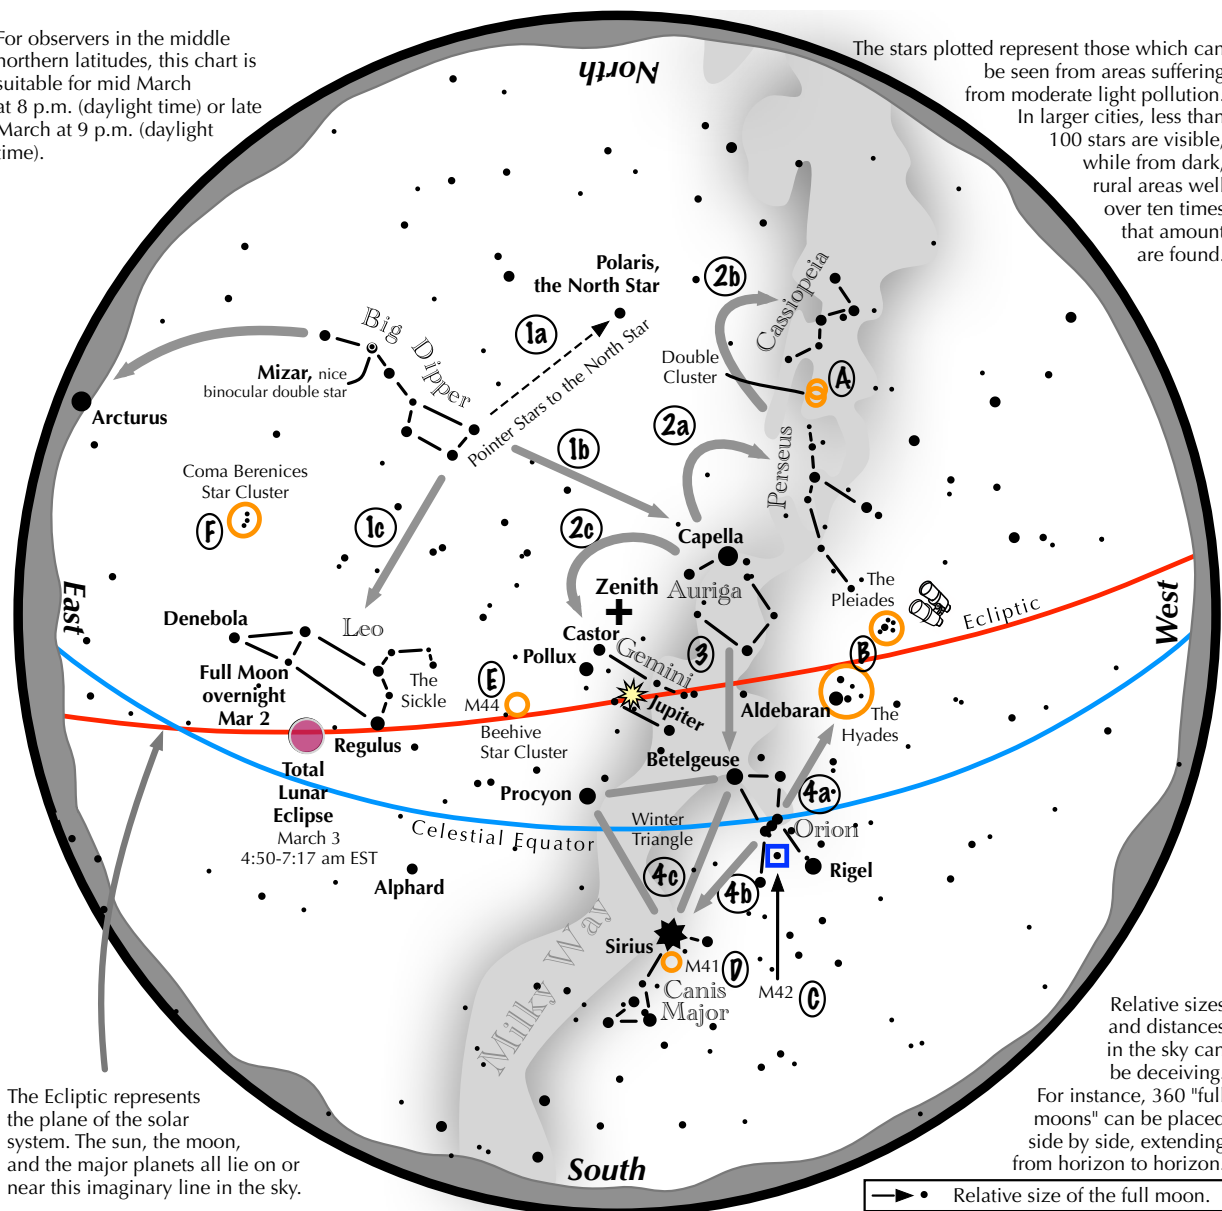 For observers in the middle
northern latitudes, this chart is
suitable for mid March
at 8 p.m. (daylight time) or late
March at 9 p.m. (daylight
time).
North
The stars plotted represent those which can
be seen from areas suffering
from moderate light pollution.
In larger cities, less than
100 stars are visible,
while from dark,
rural areas well
over ten times
that amount
are found.
Polaris,
the North Star
2b
Cassiopeia
1a
Big Dipper
Mizar, nice
binocular double star
Pointer Stars to the North Star
Double
Cluster
A
Arcturus
2a
1b
Perseus
Coma Berenices
Star Cluster
F
1c
2c
Capella
Auriga
East
West
Zenith
The
Pleiades
Ecliptic
Denebola
Leo
Castor
Gemini
3
B
Pollux
Full Moon
overnight
Mar 2
The
Sickle
E
M44
Jupiter
Aldebaran
The
Hyades
Regulus
Beehive
Star Cluster
Total
Lunar
Eclipse
March 3
4:50-7:17 am EST
Betelgeuse
Procyon
4a
Winter
Triangle
Orion
Celestial Equator
Rigel
Alphard
4c
4b
Sirius
M41
D
M42
C
Canis
Major
Milky Way
Relative sizes
and distances
in the sky can
be deceiving.
For instance, 360 "full
moons" can be placed
side by side, extending
from horizon to horizon.
The Ecliptic represents
the plane of the solar
system. The sun, the moon,
and the major planets all lie on or
near this imaginary line in the sky.
South
Relative size of the full moon.